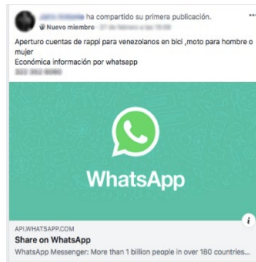 ha compartido su primera publicación.
Nuevo miembro
Aperturo cuentas de rappi para venezolanos en bici ,moto para hombre o
mujer
Económica información por whatsapp
WhatsApp
API.WHATSAPP.COM
Share on WhatsApp
WhatsApp Messenger: More than 1 billion people in over 180 countries...